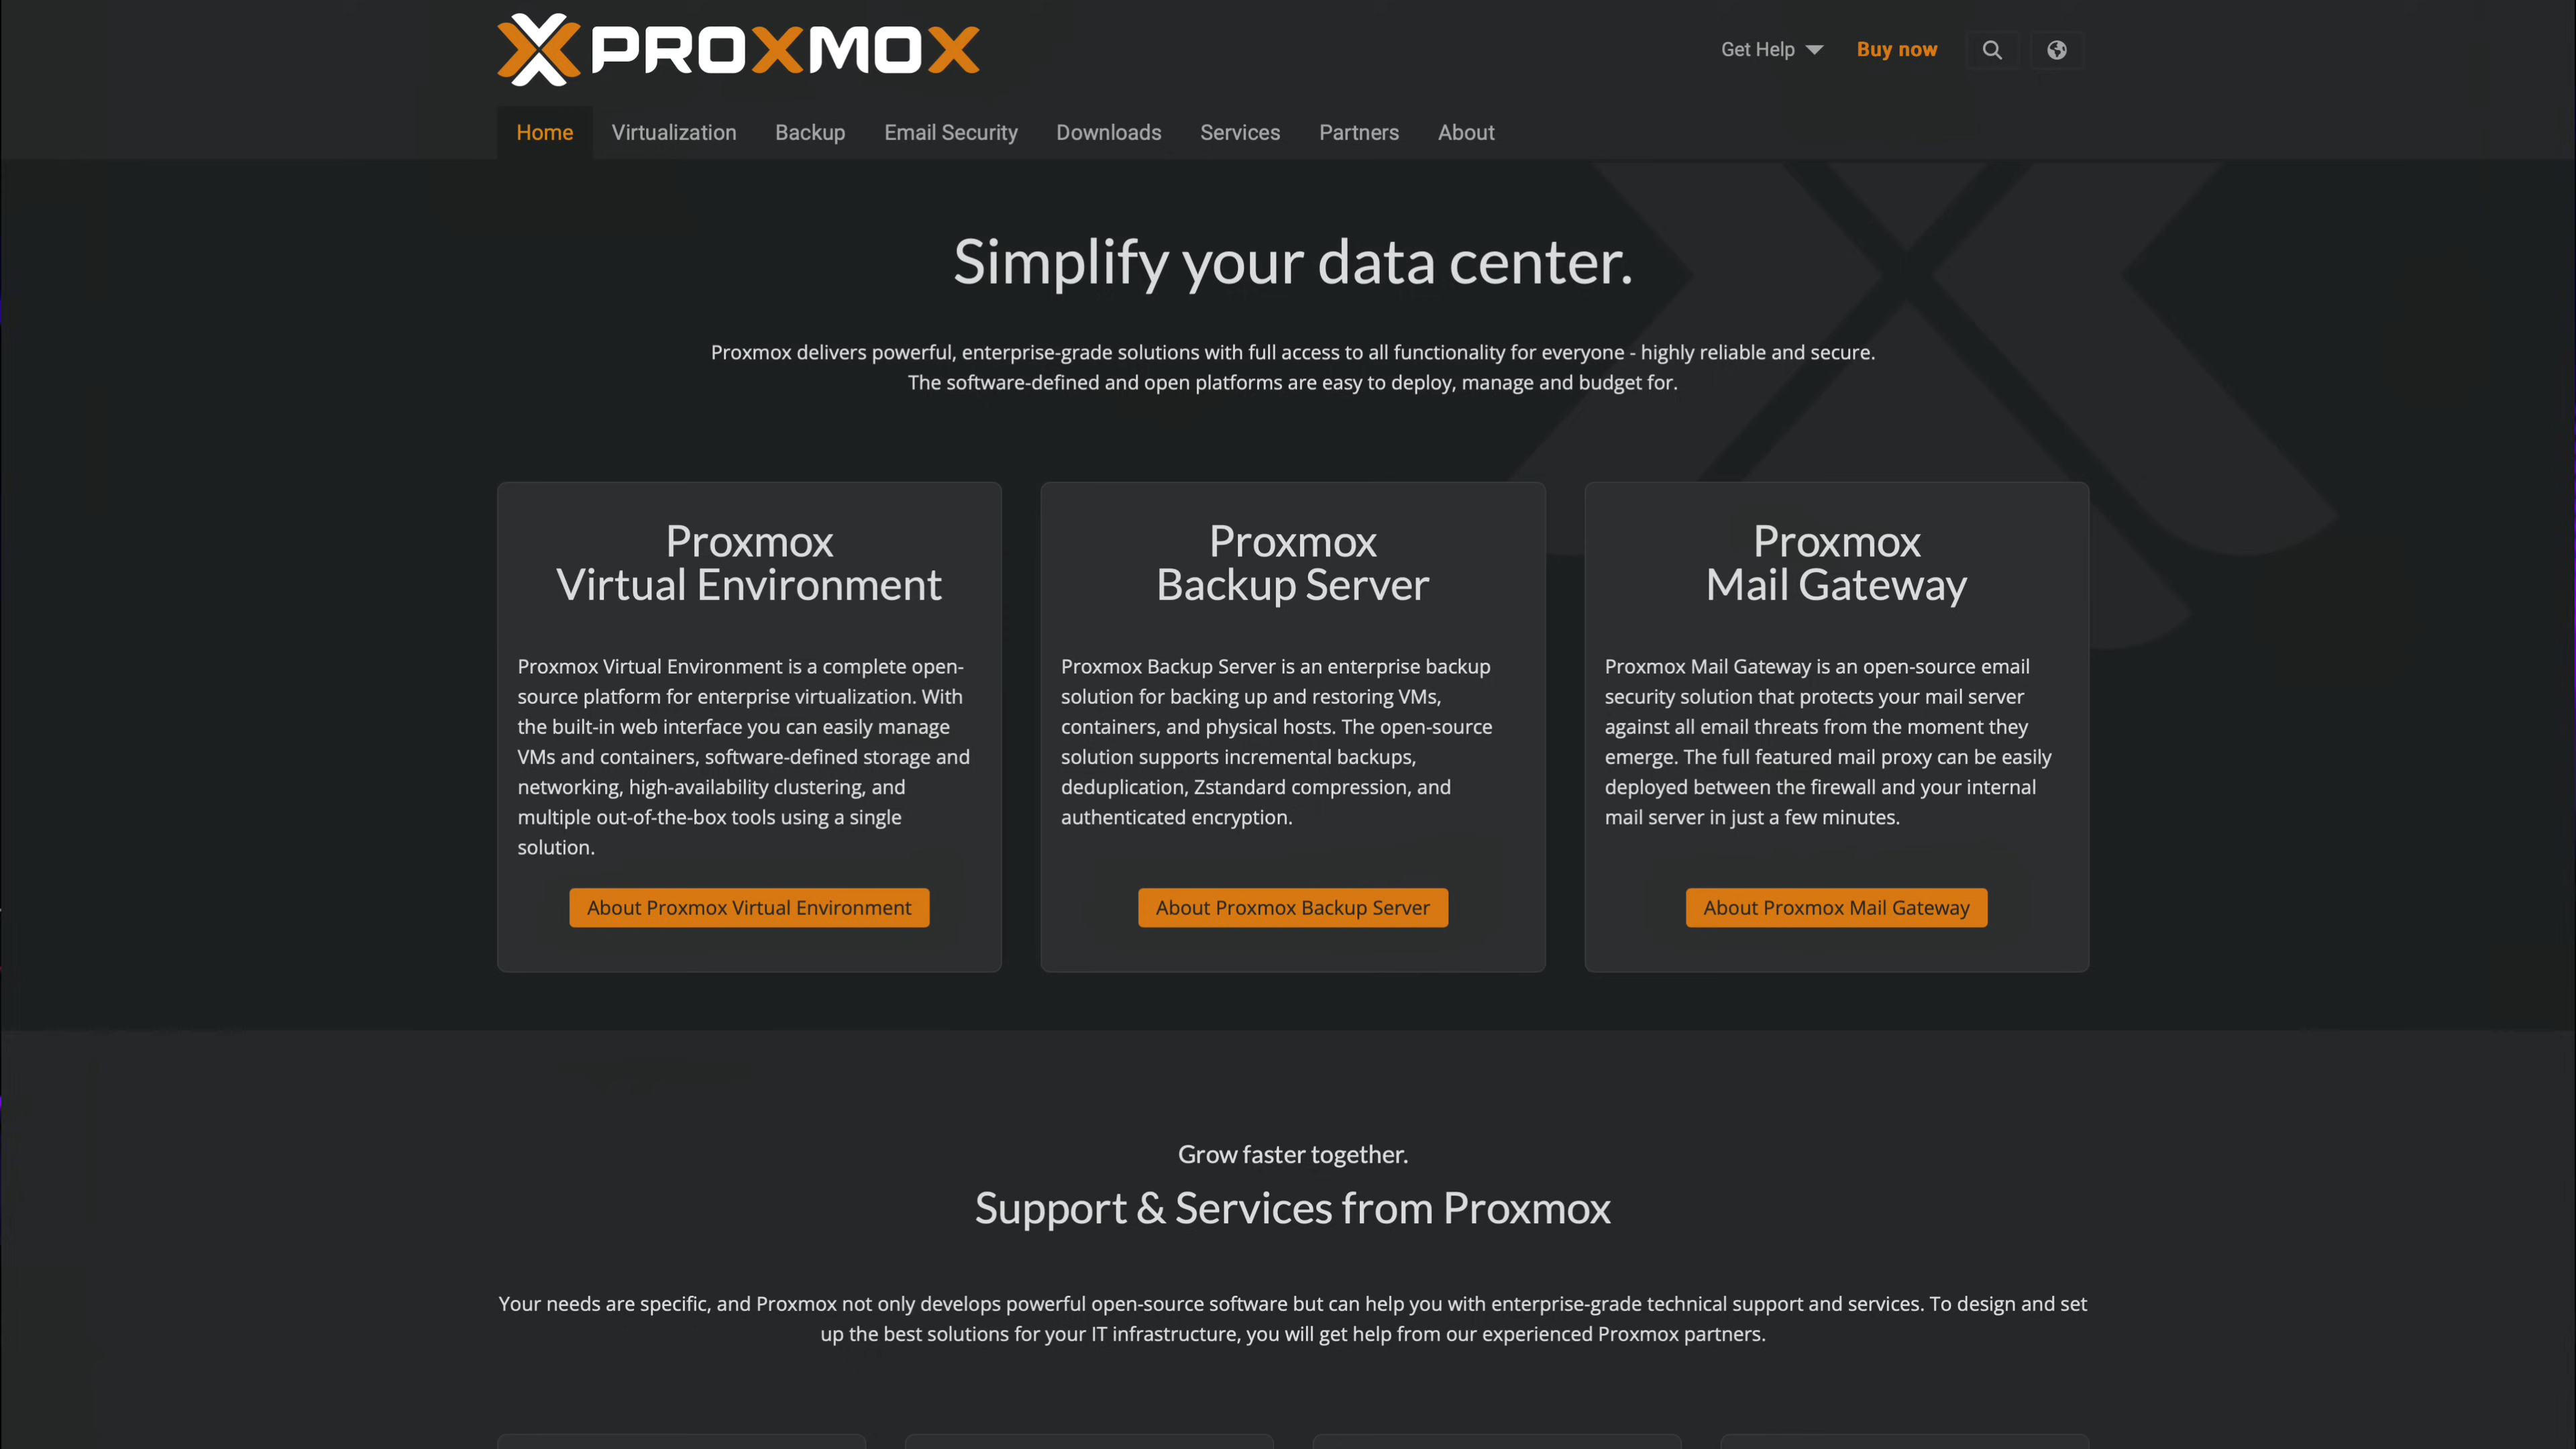 PROXMOX
Get Help
Buy now
Home
Virtualization
Backup
Email Security
Downloads
Services
Partners
About
Simplify your data center.
Proxmox delivers powerful, enterprise-grade solutions with full access to all functionality for everyone - highly reliable and secure.
The software-defined and open platforms are easy to deploy, manage and budget for.
Proxmox
Virtual Environment
Proxmox Virtual Environment is a complete open-
source platform for enterprise virtualization. With
the built-in web interface you can easily manage
VMs and containers, software-defined storage and
networking, high-availability clustering, and
multiple out-of-the-box tools using a single
solution.
About Proxmox Virtual Environment
Proxmox
Backup Server
Proxmox Backup Server is an enterprise backup
solution for backing up and restoring VMs,
containers, and physical hosts. The open-source
solution supports incremental backups,
deduplication, Zstandard compression, and
authenticated encryption.
About Proxmox Backup Server
Proxmox
Mail Gateway
Proxmox Mail Gateway is an open-source email
security solution that protects your mail server
against all email threats from the moment they
emerge. The full featured mail proxy can be easily
deployed between the firewall and your internal
mail server in just a few minutes.
About Proxmox Mail Gateway
Grow faster together.
Support & Services from Proxmox
Your needs are specific, and Proxmox not only develops powerful open-source software but can help you with enterprise-grade technical support and services. To design and set
up the best solutions for your IT infrastructure, you will get help from our experienced Proxmox partners.